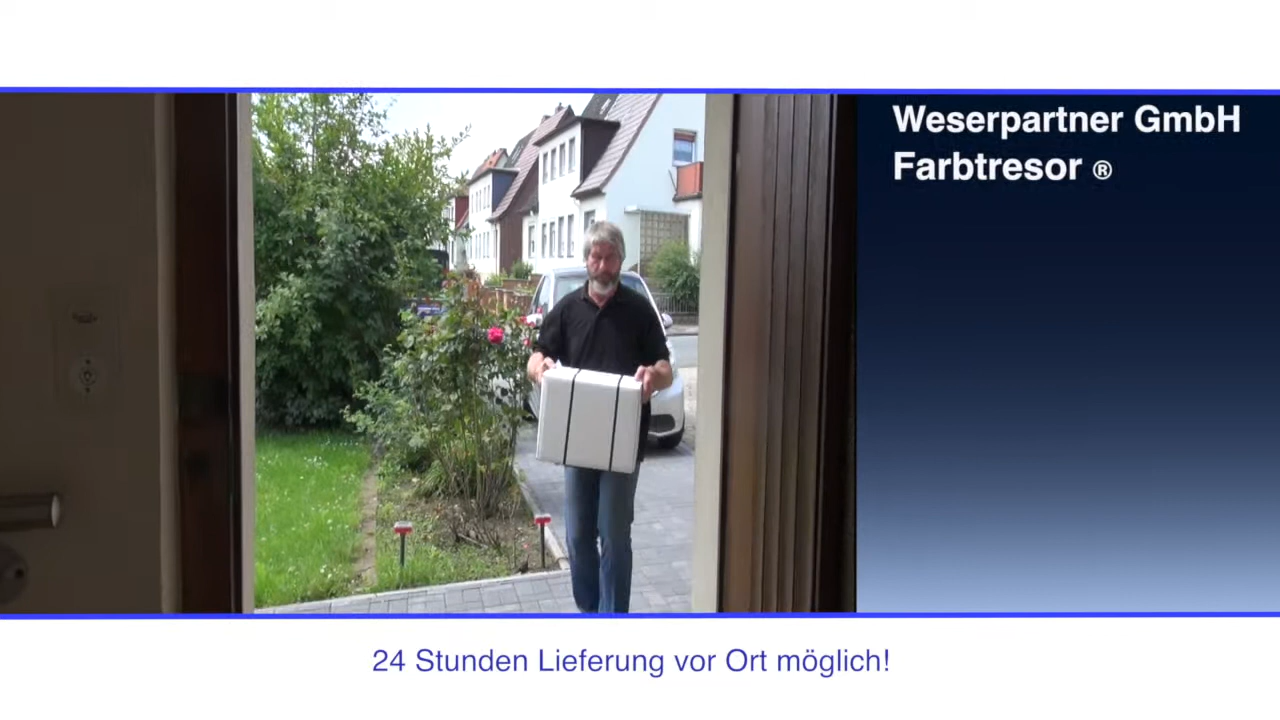 Weserpartner GmbH
Farbtresor ®
24 Stunden Lieferung vor Ort möglich!